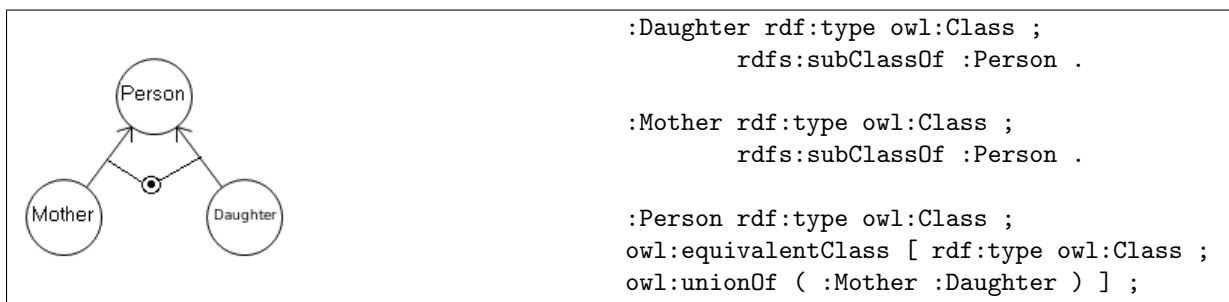 Person
Mother
Daughter
:Daughter rdf:type owl:Class ;
rdfs:subClassOf :Person .
:Mother rdf:type owl:Class ;
rdfs:subClassOf :Person .
:Person rdf:type owl:Class ;
owl:equivalentClass [ rdf:type owl:Class ;
owl:unionOf ( :Mother :Daughter ) ] ;